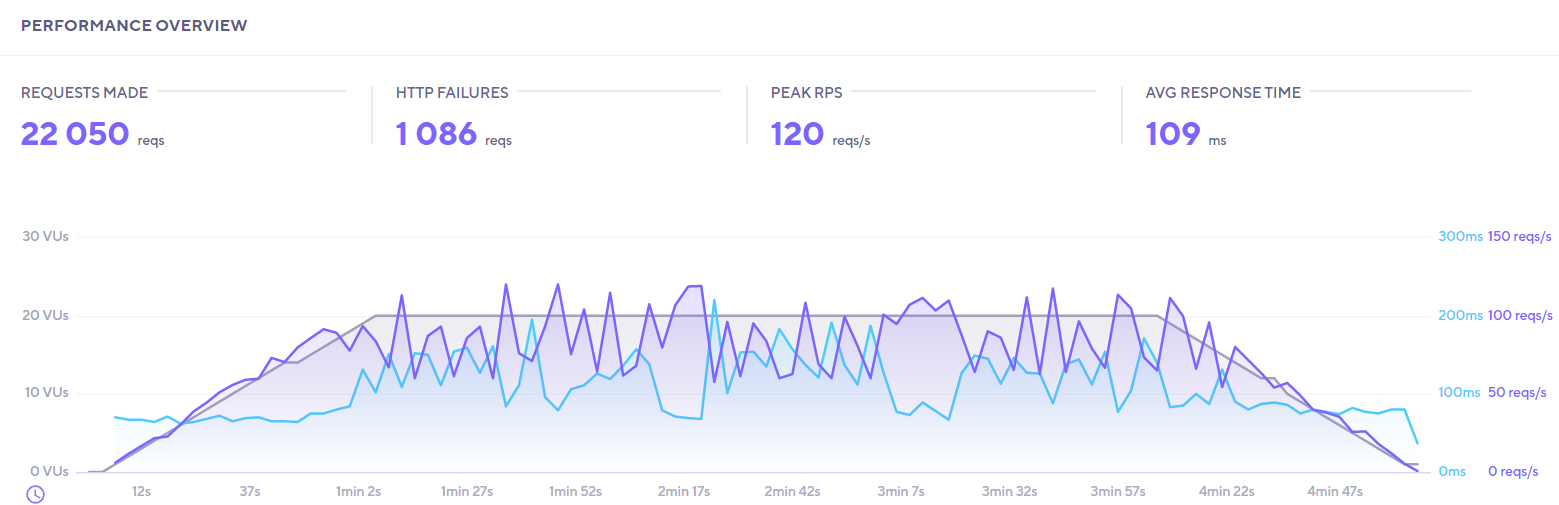 PERFORMANCE OVERVIEW
REQUESTS MADE
22 050 reqs
HTTP FAILURES
1 086 reqs
PEAK RPS
120 reqs/s
AVG RESPONSE TIME
109 ms
30 VUs 300ms 150 reqs/s
20 VUs 200ms 100 reqs/s
10 VUs 100ms 50 reqs/s
0 VUs 0ms 0 reqs/s
12s 37s 1min 2s 1min 27s 1min 52s 2min 17s 2min 42s 3min 7s 3min 32s 3min 57s 4min 22s 4min 47s